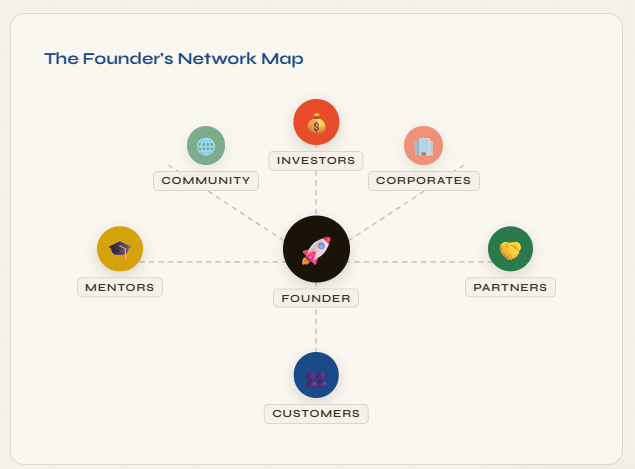 The Founder's Network Map
INVESTORS
COMMUNITY
CORPORATES
MENTORS
FOUNDER
PARTNERS
CUSTOMERS